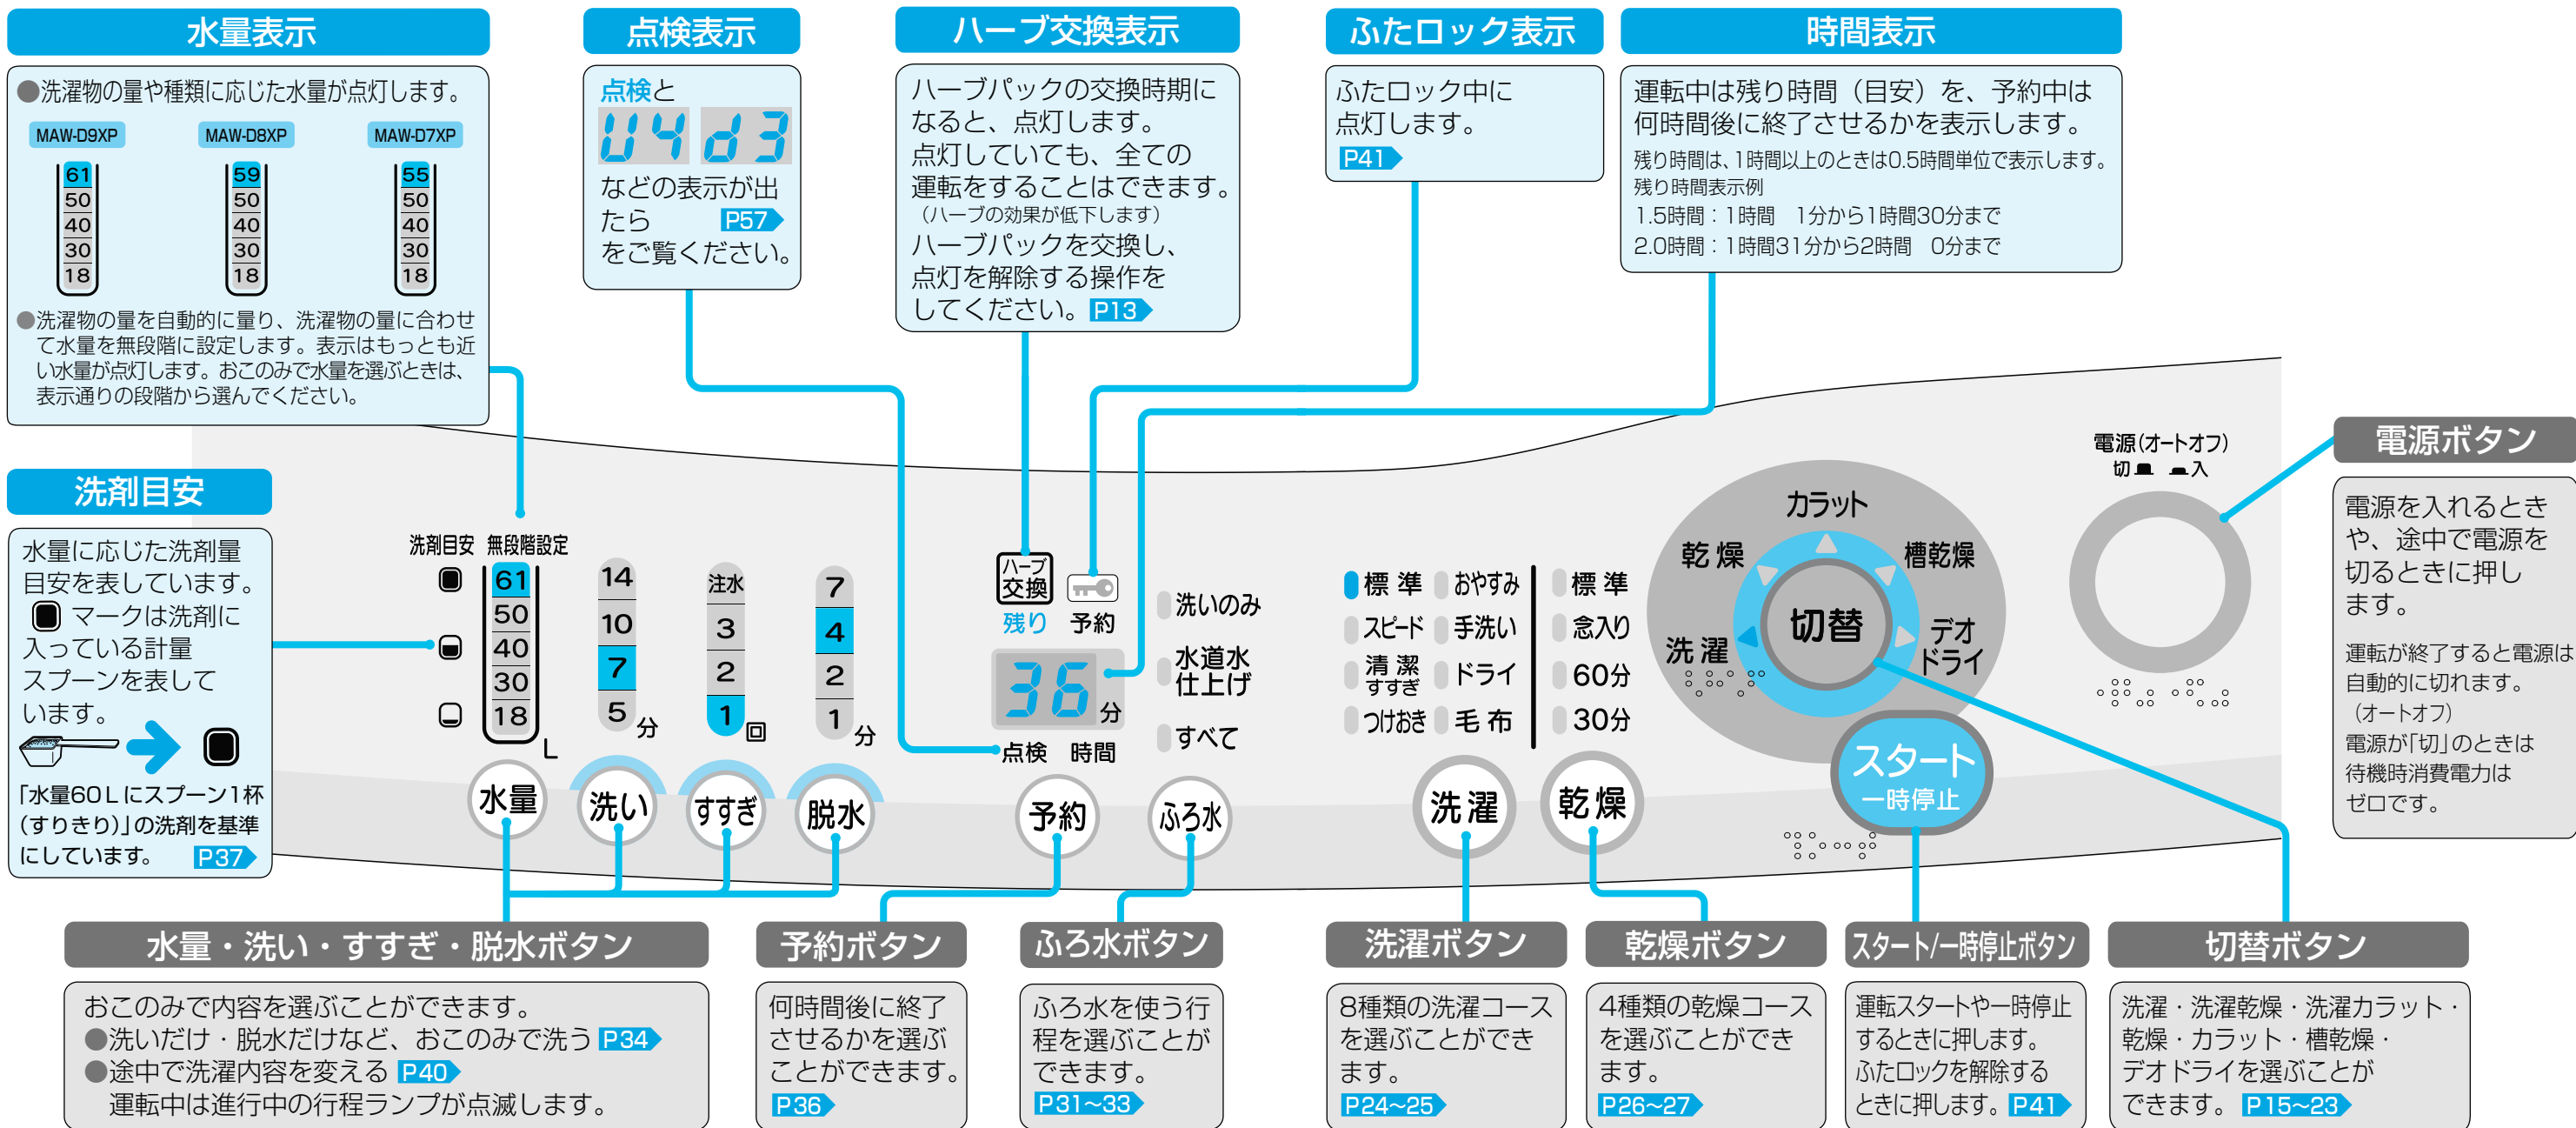 水量表示
●洗濯物の量や種類に応じた水量が点灯します。
MAW-D9XP
MAW-D8XP
MAW-D7XP
61
50
40
30
18
59
50
40
30
18
55
50
40
30
18
●洗濯物の量を自動的に量り、洗濯物の量に合わせ
て水量を無段階に設定します。表示はもっとも近
い水量が点灯します。おこのみで水量を選ぶときは、
表示通りの段階から選んでください。
点検表示
点検と
U4 d3
などの表示が出
たら P57
をご覧ください。
ハーブ交換表示
ハーブパックの交換時期に
なると、点灯します。
点灯していても、全ての
運転をすることはできます。
（ハーブの効果が低下します）
ハーブパックを交換し、
点灯を解除する操作を
してください。 P13
ふたロック表示
ふたロック中に
点灯します。
P41
時間表示
運転中は残り時間（目安）を、予約中は
何時間後に終了させるかを表示します。
残り時間は、1時間以上のときは0.5時間単位で表示します。
残り時間表示例
1.5時間：1時間　1分から1時間30分まで
2.0時間：1時間31分から2時間　0分まで
洗剤目安
水量に応じた洗剤量
目安を表しています。
マークは洗剤に
入っている計量
スプーンを表して
います。
「水量60Lにスプーン1杯
（すりきり）」の洗剤を基準
にしています。 P37
洗剤目安 無段階設定
61
50
40
30
18
L
水量
14
10
7
5
分
洗い
注水
3
2
1
回
すすぎ
7
4
2
1
分
脱水
ハーブ
交換
残り 予約
36
分
点検 時間
予約
洗いのみ
水道水
仕上げ
すべて
ふろ水
標準 おやすみ
スピード 手洗い
清潔
すすぎ
ドライ
つけおき 毛布
洗濯
標準
念入り
60分
30分
乾燥
カラット
乾燥
槽乾燥
切替
洗濯
デオ
ドライ
スタート
一時停止
電源(オートオフ)
切 入
電源ボタン
電源を入れるとき
や、途中で電源を
切るときに押し
ます。
運転が終了すると電源は
自動的に切れます。
（オートオフ）
電源が「切」のときは
待機時消費電力は
ゼロです。
水量・洗い・すすぎ・脱水ボタン
おこのみで内容を選ぶことができます。
●洗いだけ・脱水だけなど、おこのみで洗う P34
●途中で洗濯内容を変える P40
運転中は進行中の行程ランプが点滅します。
予約ボタン
何時間後に終了
させるかを選ぶ
ことができます。
P36
ふろ水ボタン
ふろ水を使う行
程を選ぶことが
できます。
P31~33
洗濯ボタン
8種類の洗濯コース
を選ぶことができ
ます。
P24~25
乾燥ボタン
4種類の乾燥コース
を選ぶことができ
ます。
P26~27
スタート/一時停止ボタン
運転スタートや一時停止
するときに押します。
ふたロックを解除する
ときに押します。 P41
切替ボタン
洗濯・洗濯乾燥・洗濯カラット・
乾燥・カラット・槽乾燥・
デオドライを選ぶことが
できます。 P15~23